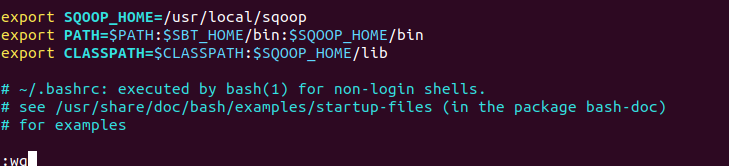 export SQOOP_HOME=/usr/local/sqoop
export PATH=$PATH:$SBT_HOME/bin:$SQOOP_HOME/bin
export CLASSPATH=$CLASSPATH:$SQOOP_HOME/lib
# ~/.bashrc: executed by bash(1) for non-login shells.
# see /usr/share/doc/bash/examples/startup-files (in the package bash-doc)
# for examples
:wq